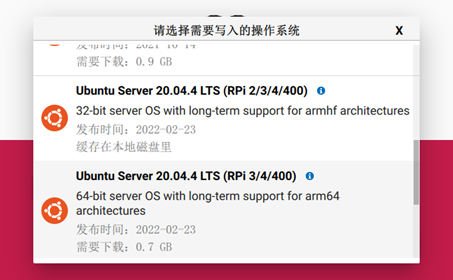 请选择需要写入的操作系统
X
发布时间：2021-10-14
需要下载：0.9 GB
Ubuntu Server 20.04.4 LTS (RPi 2/3/4/400)
32-bit server OS with long-term support for armhf architectures
发布时间：2022-02-23
缓存在本地磁盘里
Ubuntu Server 20.04.4 LTS (RPi 3/4/400)
64-bit server OS with long-term support for arm64
architectures
发布时间：2022-02-23
需要下载：0.7 GB